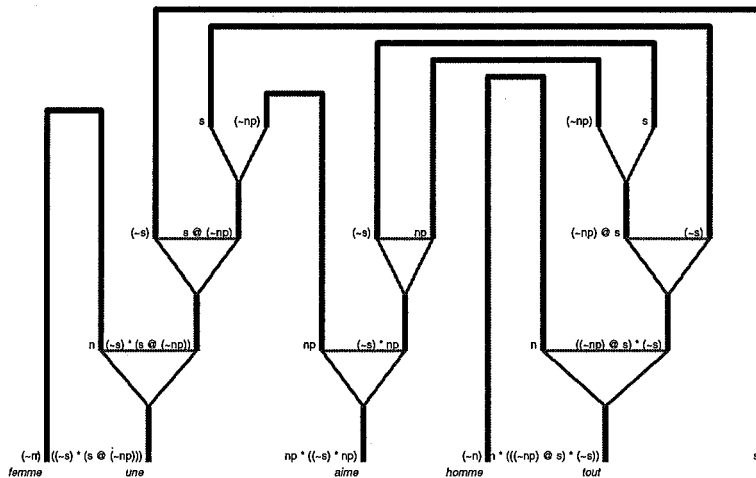 s (~np) (~np) s
(~s) s @ (~np) (~s) np (~np) @ s (~s)
n (~s) * (s @ (~np)) np (~s) * np n ((~np) @ s) * (~s)
(~n) ((~s) * (s @ (~np))) np * ((~s) * np) (~n) n * (((~np) @ s) * (~s)) s
femme une aime homme tout